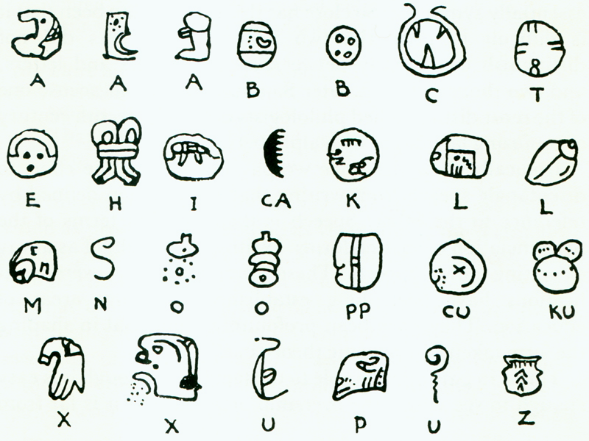 A A A B B C T
E H I CA K L L
M N O O PP CU KU
X X U P U Z